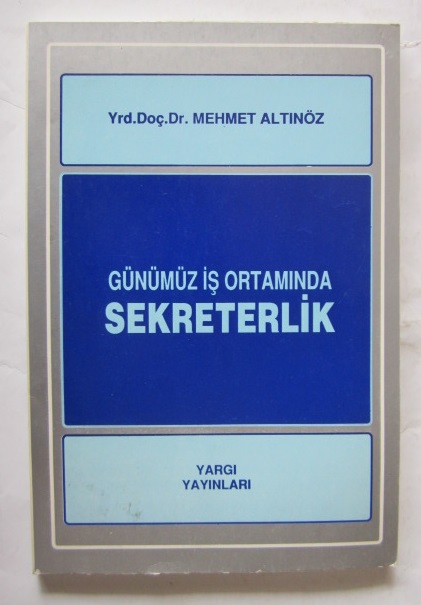 Yrd.Doç.Dr. MEHMET ALTINÖZ
GÜNÜMÜZ İŞ ORTAMINDA
SEKRETERLİK
YARGI
YAYINLARI